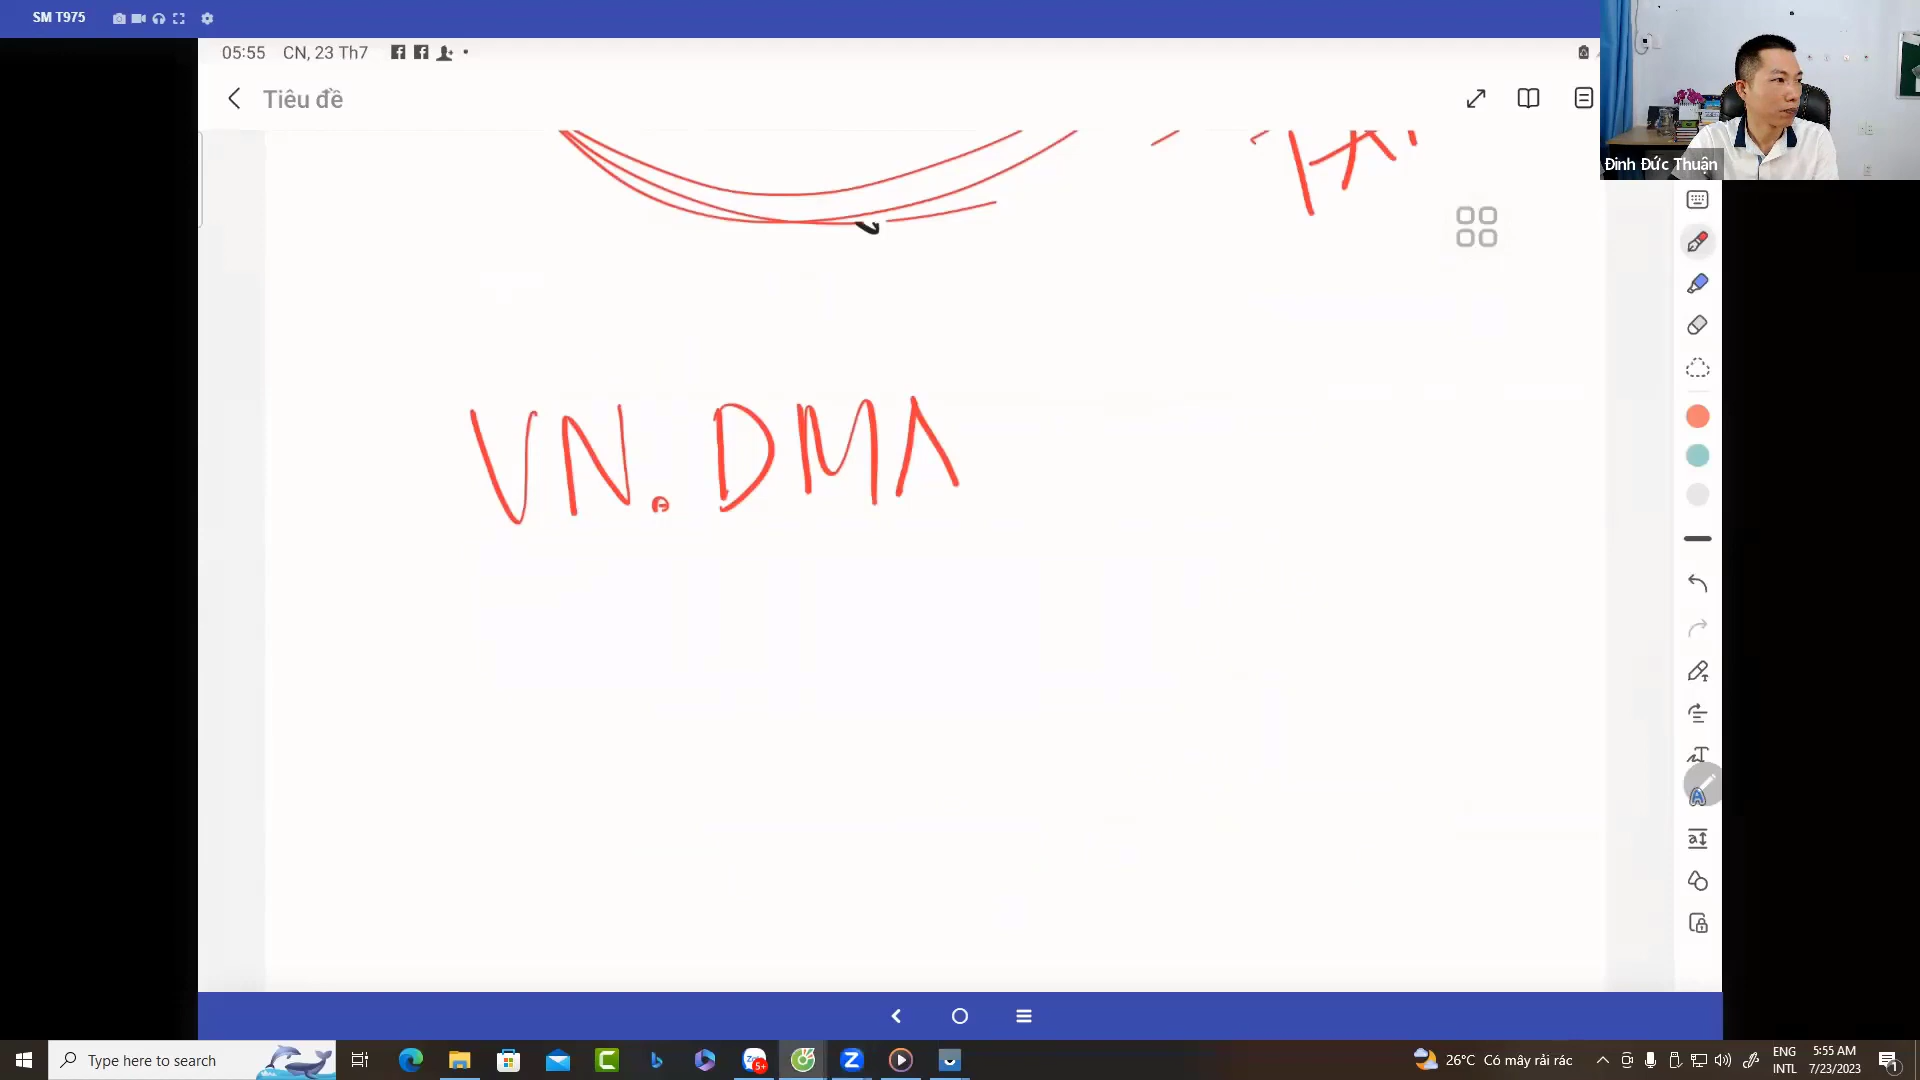 SM T975
05:55 CN, 23 Th7
Tiêu đề
Đinh Đức Thuận
VN. DMA
Type here to search
26°C Có mây rải rác
ENG
INTL
5:55 AM
7/23/2023